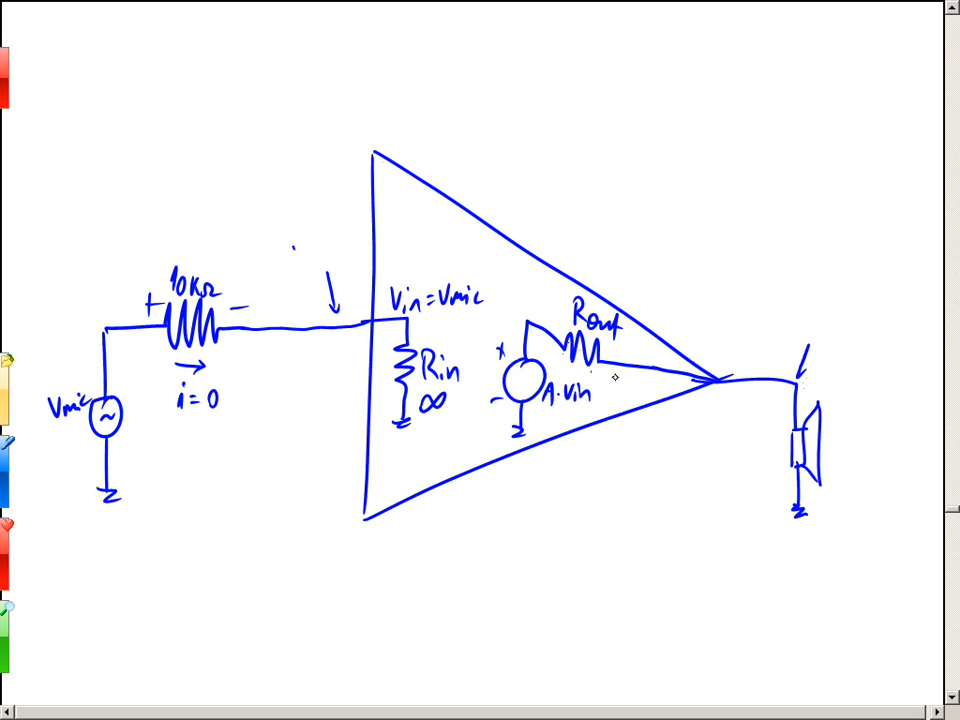 10KΩ
+ −
i = 0
Vmic
~
Vin = Vmic
Rin
∞
Rout
+
−
A·Vin